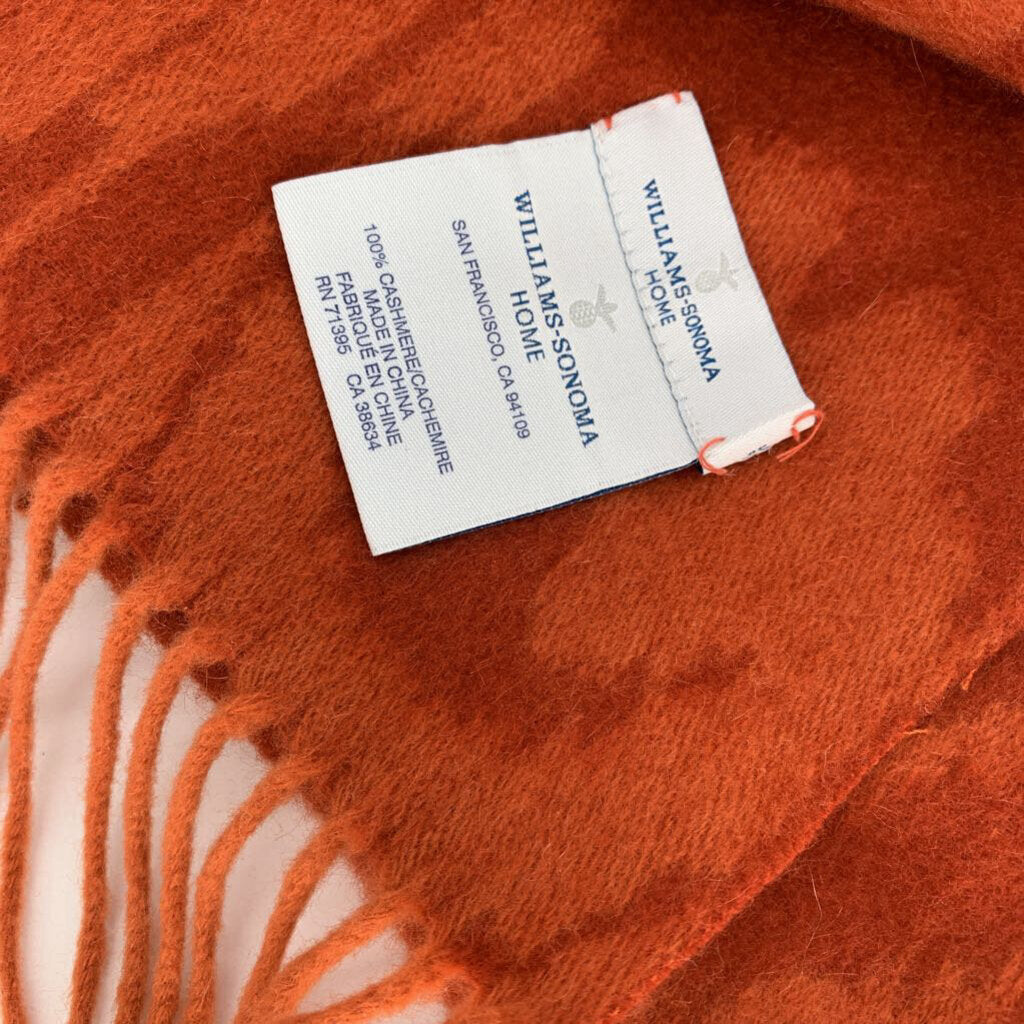 WILLIAMS-SONOMA
HOME
WILLIAMS-SONOMA
HOME
SAN FRANCISCO, CA 94109
100% CASHMERE/CACHEMIRE
MADE IN CHINA
FABRIQUÉ EN CHINE
RN 71395 CA 38634